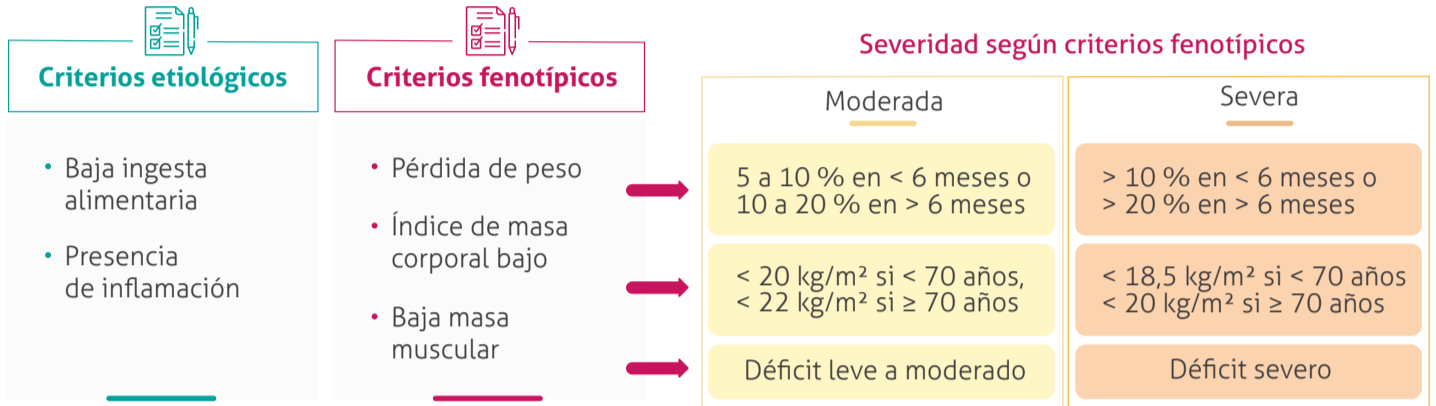 Criterios etiológicos
• Baja ingesta
alimentaria
• Presencia
de inflamación
Criterios fenotípicos
• Pérdida de peso
• Índice de masa
corporal bajo
• Baja masa
muscular
Severidad según criterios fenotípicos
Moderada
5 a 10 % en < 6 meses o
10 a 20 % en > 6 meses
< 20 kg/m² si < 70 años,
< 22 kg/m² si ≥ 70 años
Déficit leve a moderado
Severa
> 10 % en < 6 meses o
> 20 % en > 6 meses
< 18,5 kg/m² si < 70 años
< 20 kg/m² si ≥ 70 años
Déficit severo